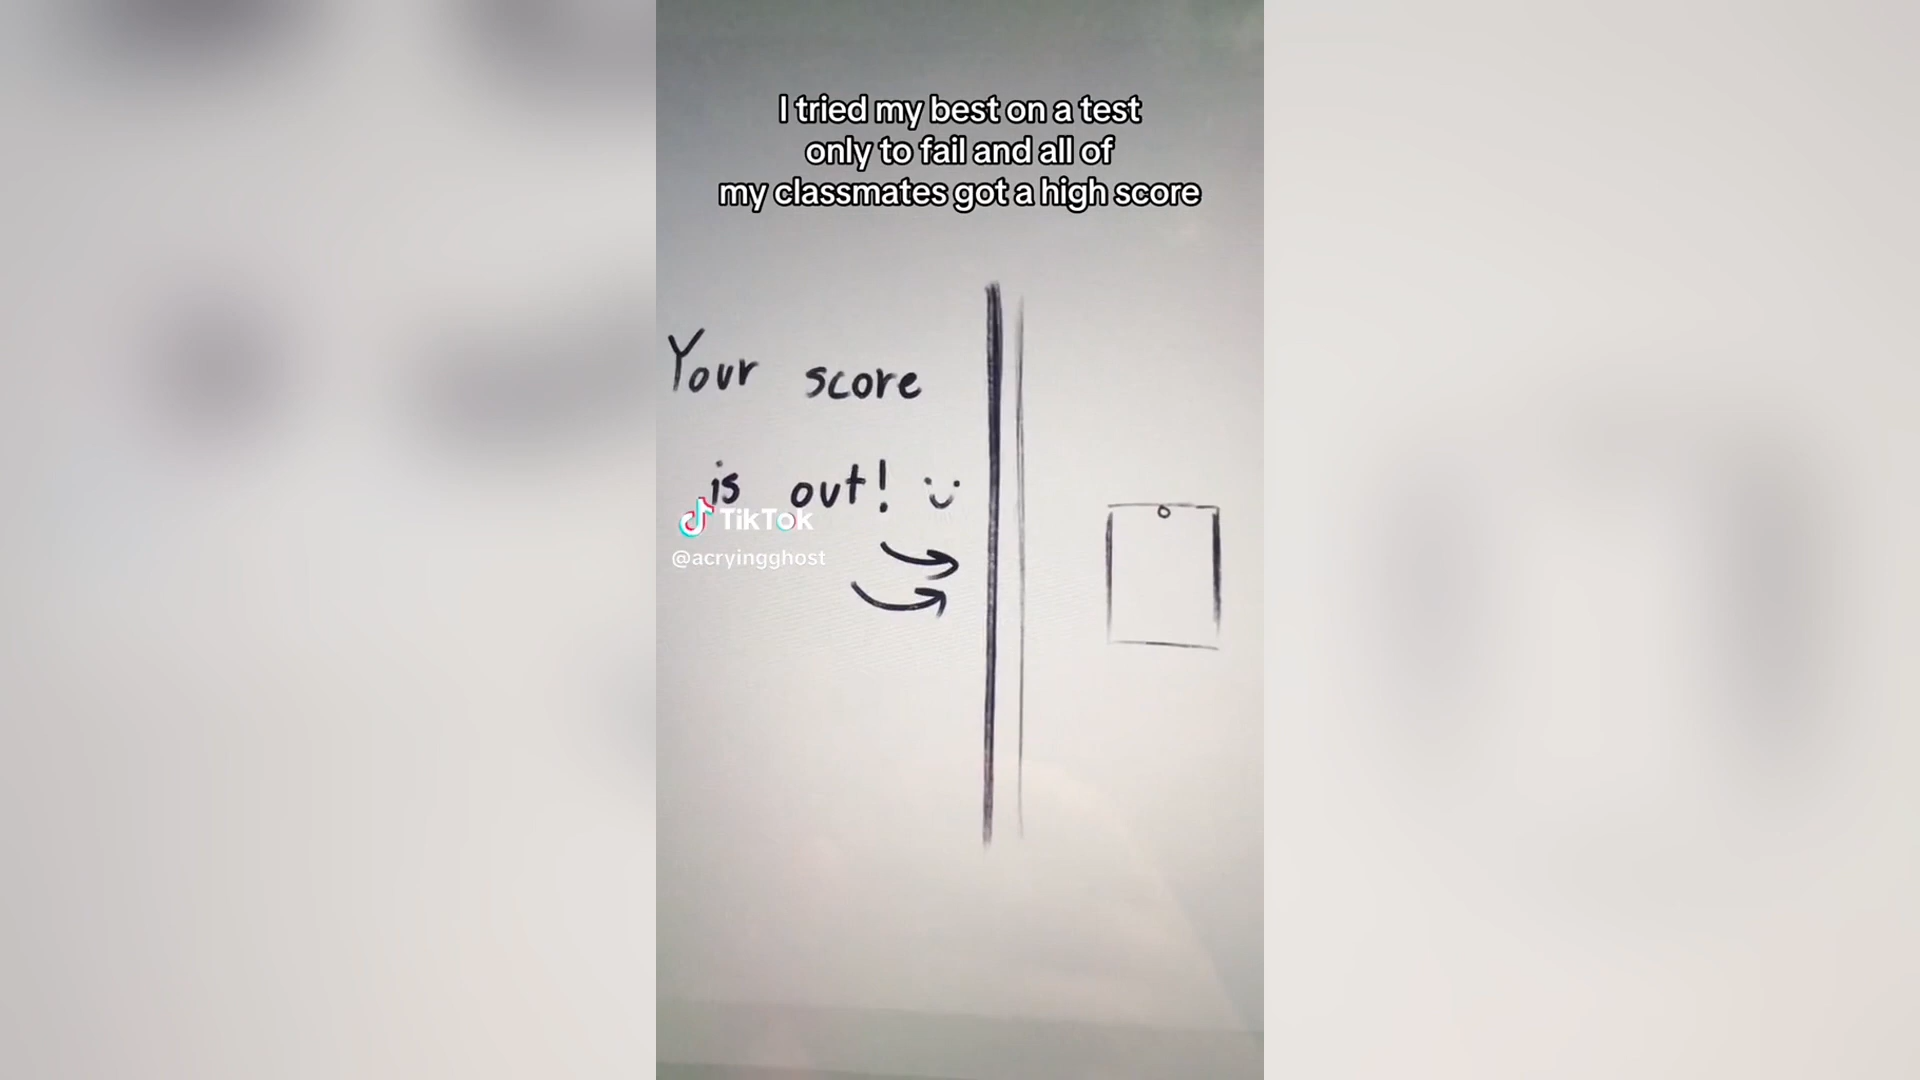 I tried my best on a test
only to fail and all of
my classmates got a high score
Your score
is out!
TikTok
@acryingghost